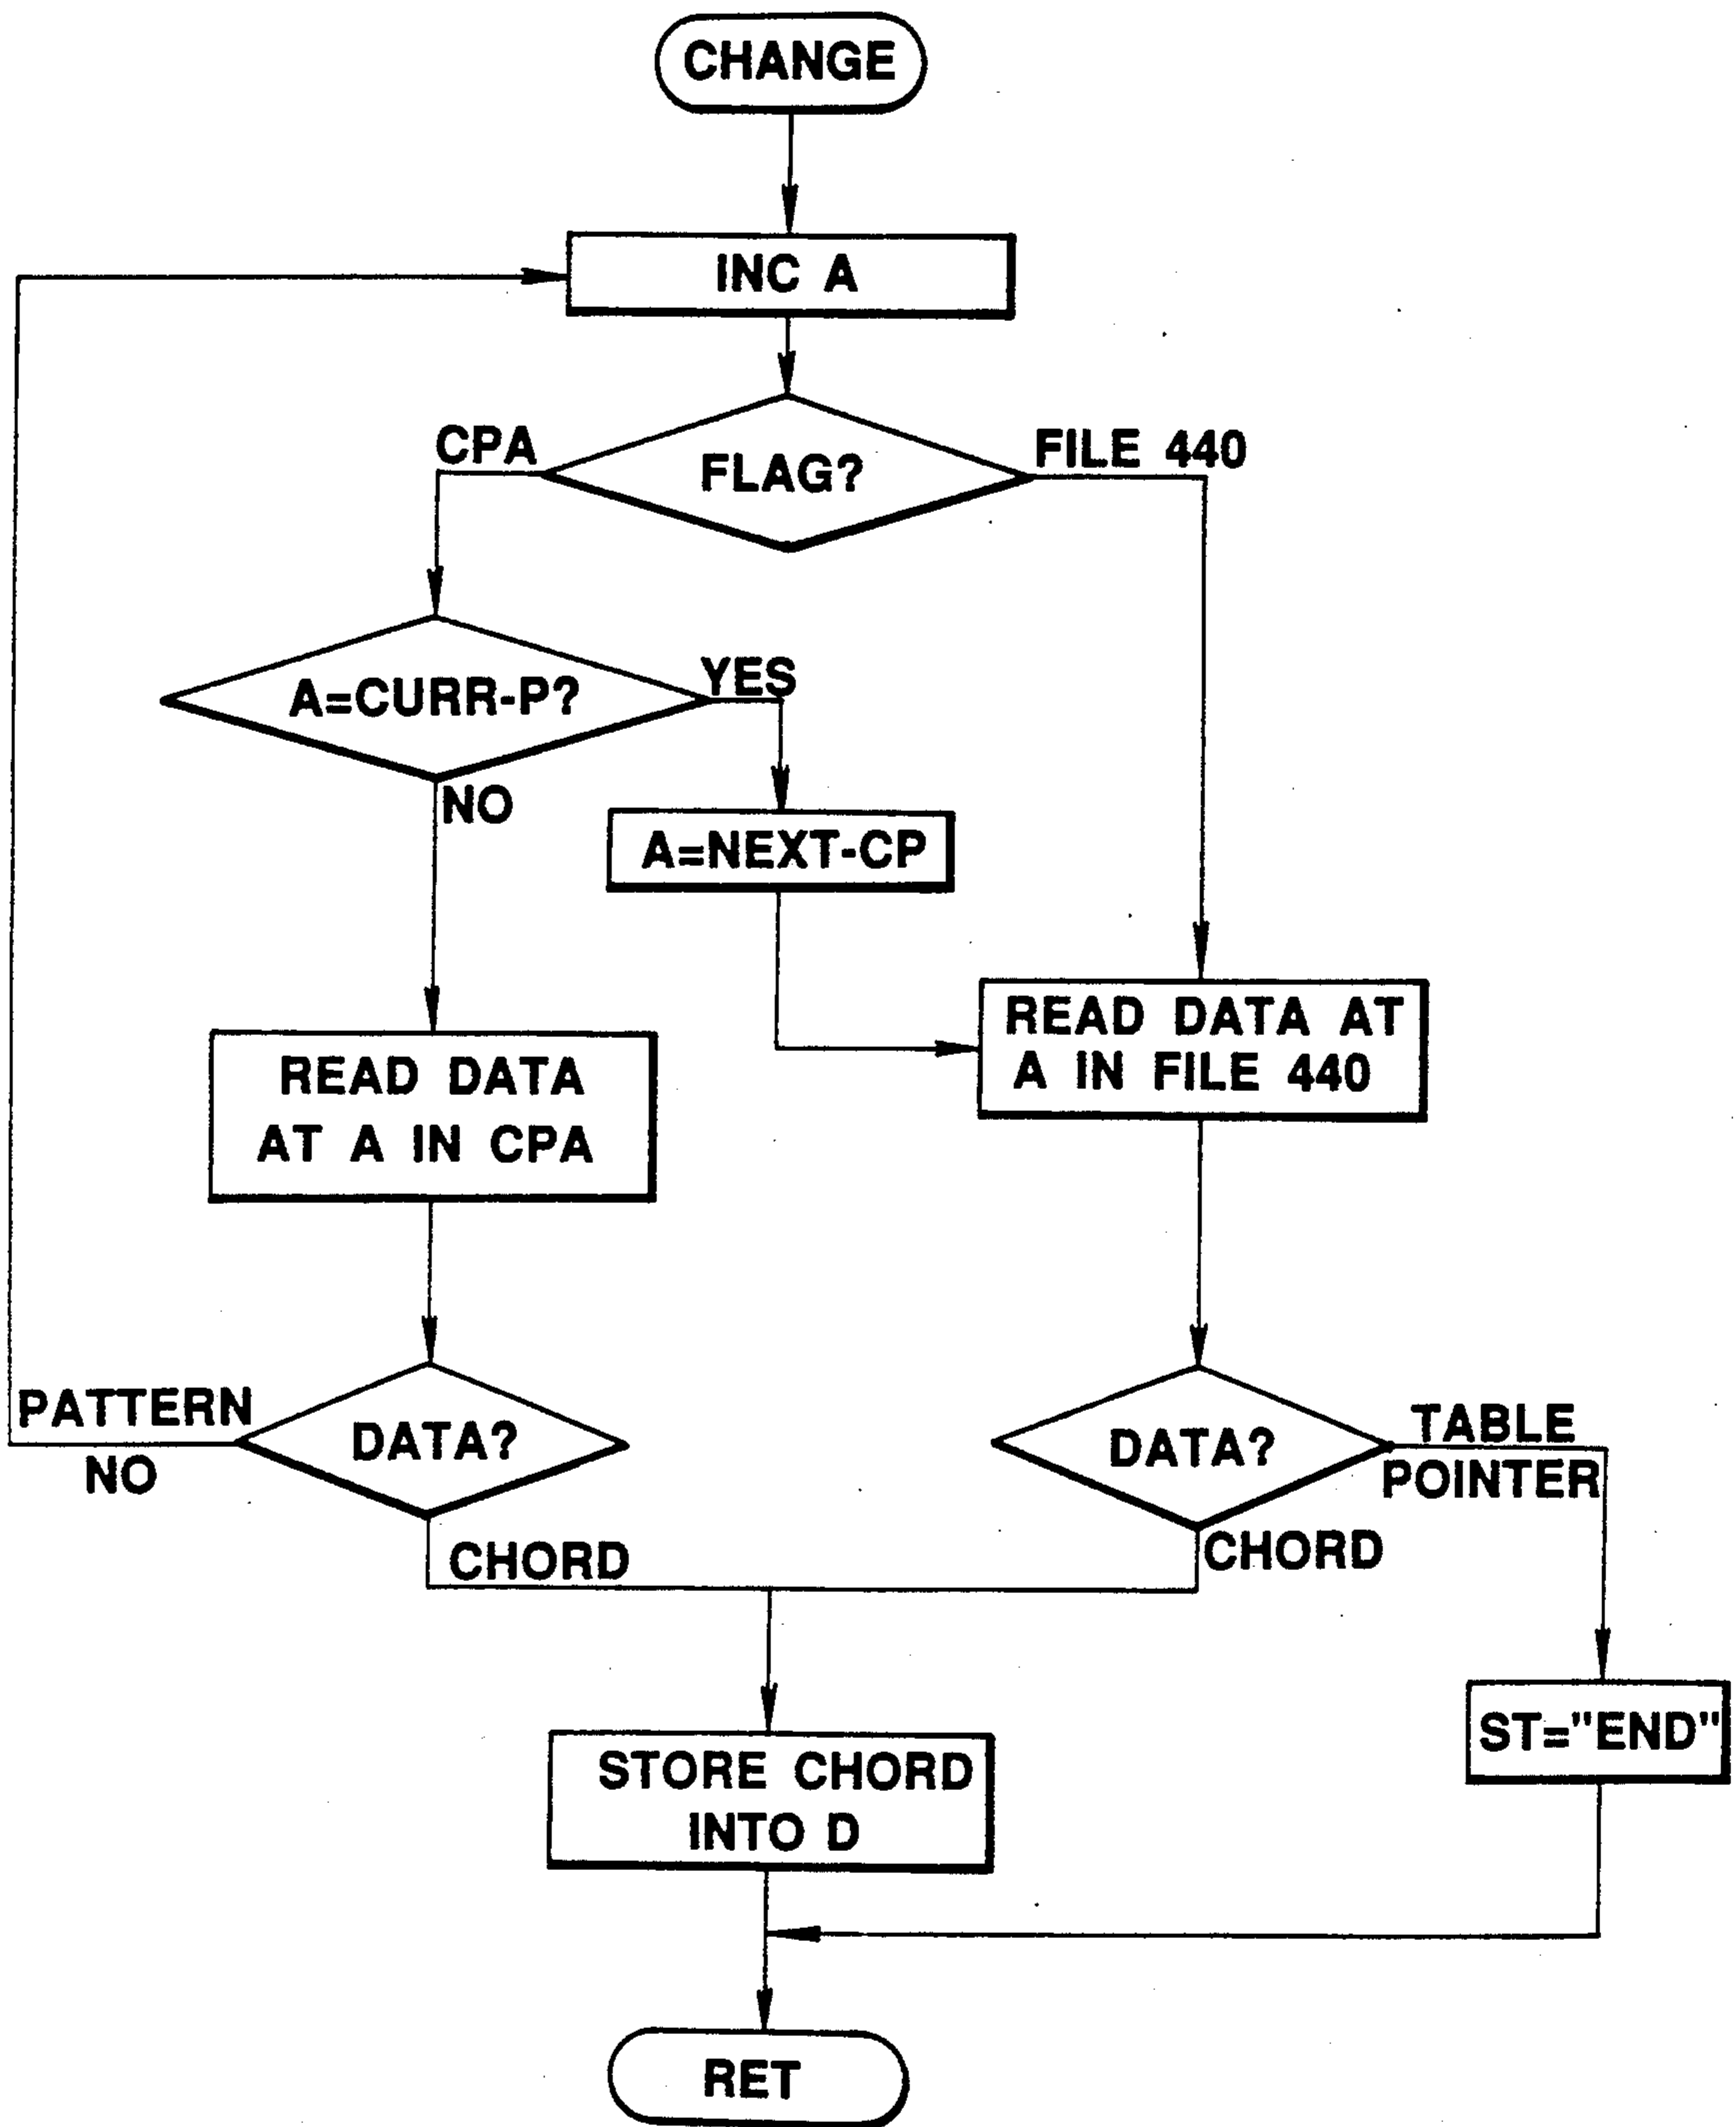 CHANGE
INC A
CPA
FLAG?
FILE 440
A=CURR-P?
YES
NO
A=NEXT-CP
READ DATA AT
A IN FILE 440
READ DATA
AT A IN CPA
PATTERN
NO
DATA?
DATA?
TABLE
POINTER
CHORD
CHORD
STORE CHORD
INTO D
ST="END"
RET